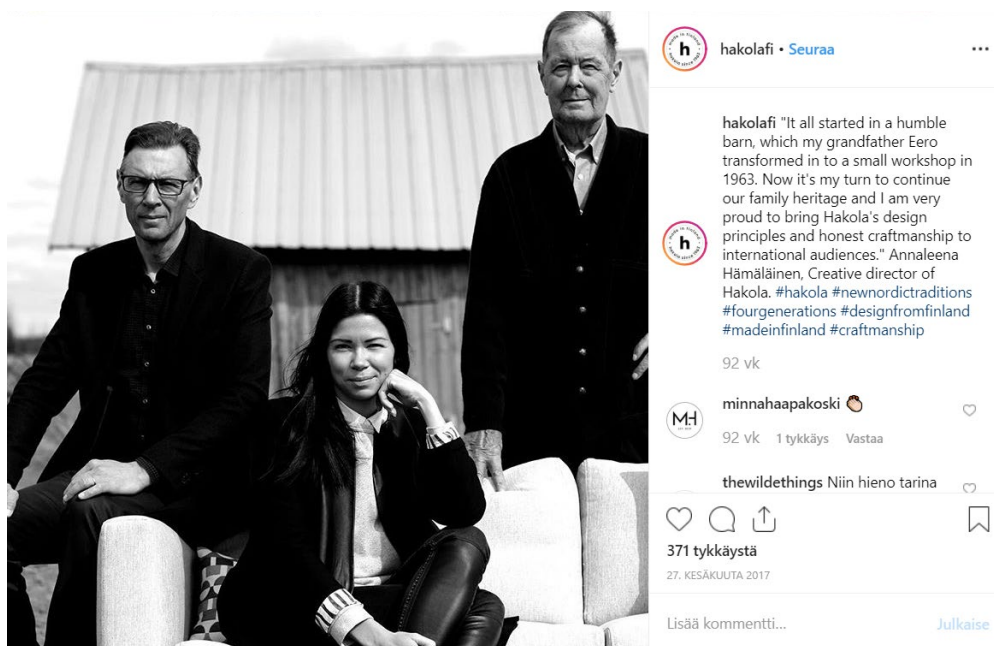 hakolafi • Seuraa
hakolafi "It all started in a humble
barn, which my grandfather Eero
transformed in to a small workshop in
1963. Now it's my turn to continue
our family heritage and I am very
proud to bring Hakola's design
principles and honest craftmanship to
international audiences." Annaleena
Hämäläinen, Creative director of
Hakola. #hakola #newnordictraditions
#fourgenerations #designfromfinland
#madeinfinland #craftmanship
92 vk
MH
minnahaapakoski 👏🏻
92 vk 1 tykkäys Vastaa
thewildethings Niin hieno tarina
371 tykkäystä
27. KESÄKUUTA 2017
Lisää kommentti...
Julkaise